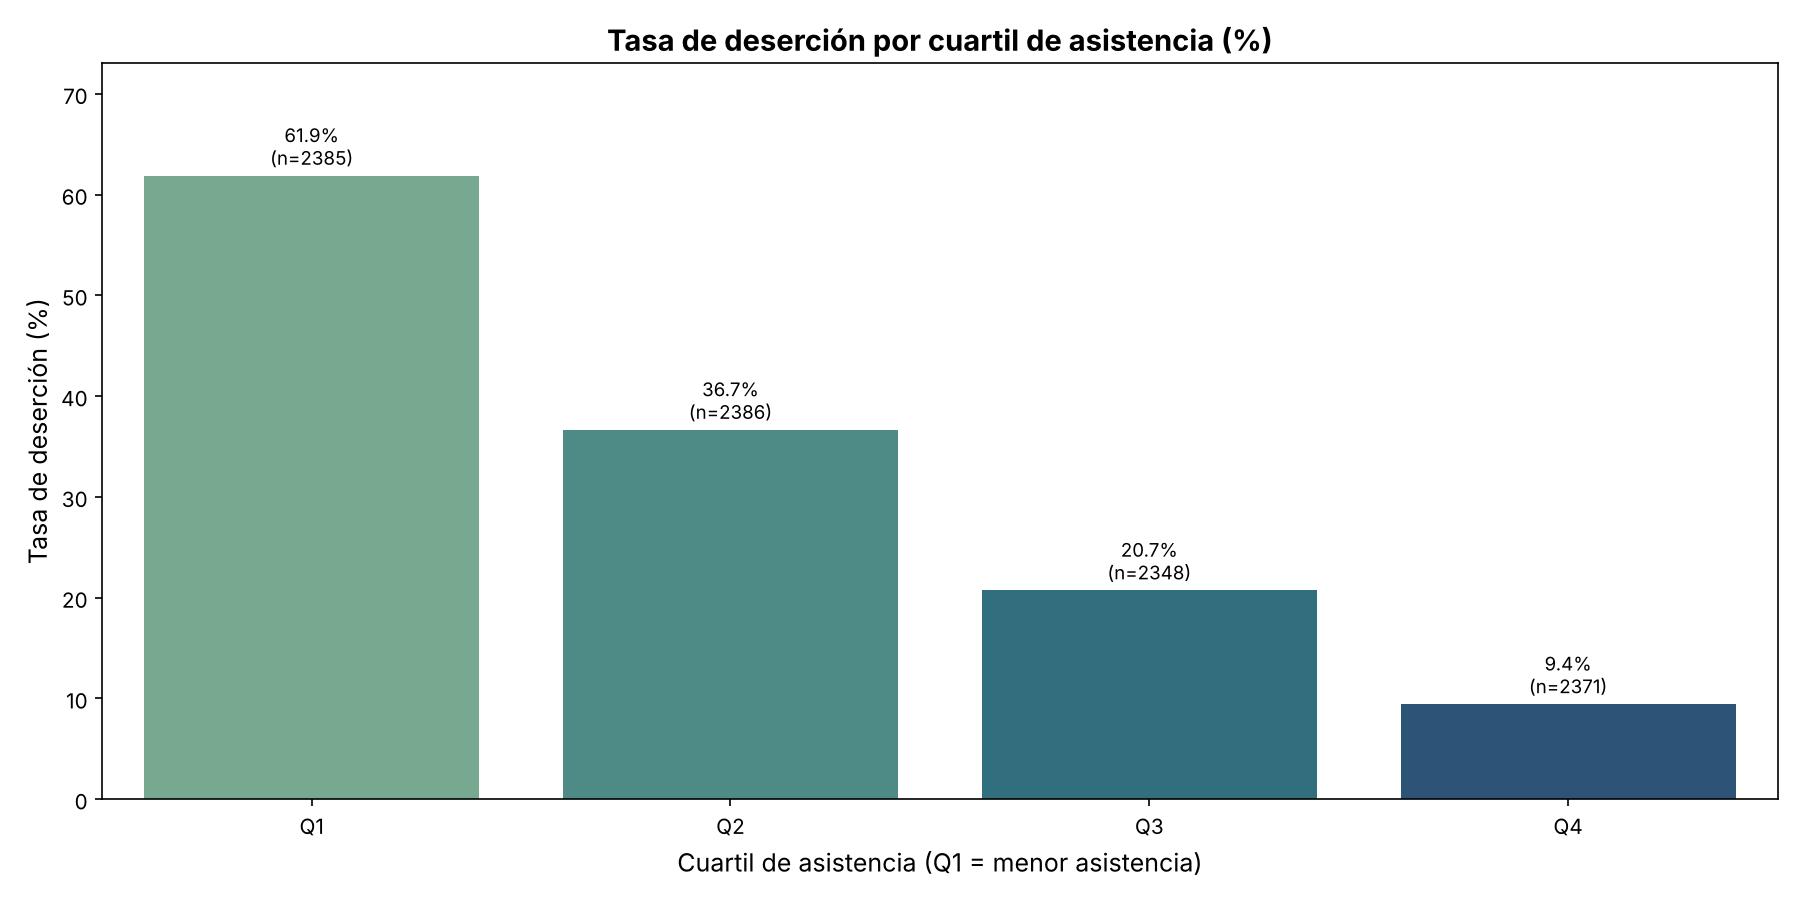 Tasa de deserción por cuartil de asistencia (%)
Tasa de deserción (%)
70
60
50
40
30
20
10
0
61.9%
(n=2385)
36.7%
(n=2386)
20.7%
(n=2348)
9.4%
(n=2371)
Q1
Q2
Q3
Q4
Cuartil de asistencia (Q1 = menor asistencia)